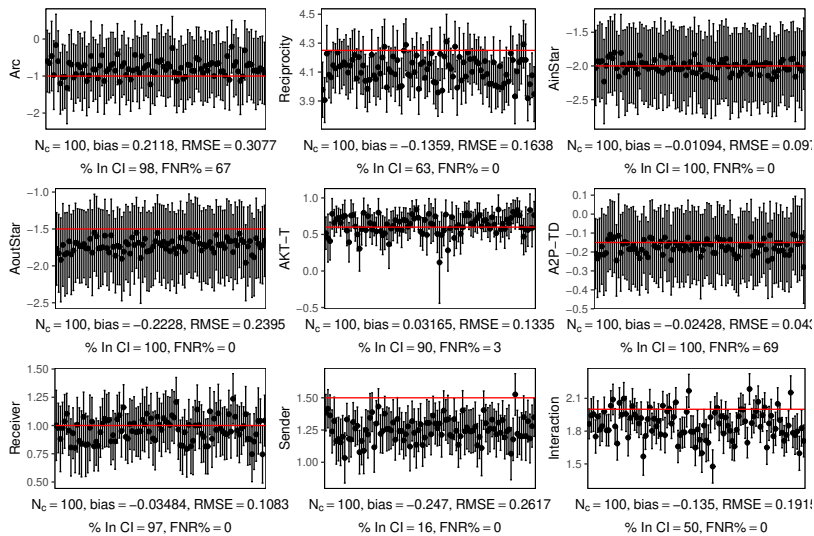 Arc
0
−1
−2
N_c = 100, bias = 0.2118, RMSE = 0.3077
% In CI = 98, FNR% = 67
Reciprocity
4.5
4.3
4.1
3.9
N_c = 100, bias = −0.1359, RMSE = 0.1638
% In CI = 63, FNR% = 0
AinStar
−1.5
−2.0
−2.5
N_c = 100, bias = −0.01094, RMSE = 0.097
% In CI = 100, FNR% = 0
AoutStar
−1.0
−1.5
−2.0
−2.5
N_c = 100, bias = −0.2228, RMSE = 0.2395
% In CI = 100, FNR% = 0
AKT−T
1.0
0.5
0.0
−0.5
N_c = 100, bias = 0.03165, RMSE = 0.1335
% In CI = 90, FNR% = 3
A2P−TD
0.1
0.0
−0.1
−0.2
−0.3
−0.4
−0.5
N_c = 100, bias = −0.02428, RMSE = 0.043
% In CI = 100, FNR% = 69
Receiver
1.50
1.25
1.00
0.75
0.50
N_c = 100, bias = −0.03484, RMSE = 0.1083
% In CI = 97, FNR% = 0
Sender
1.50
1.25
1.00
N_c = 100, bias = −0.247, RMSE = 0.2617
% In CI = 16, FNR% = 0
Interaction
2.1
1.8
1.5
N_c = 100, bias = −0.135, RMSE = 0.1915
% In CI = 50, FNR% = 0